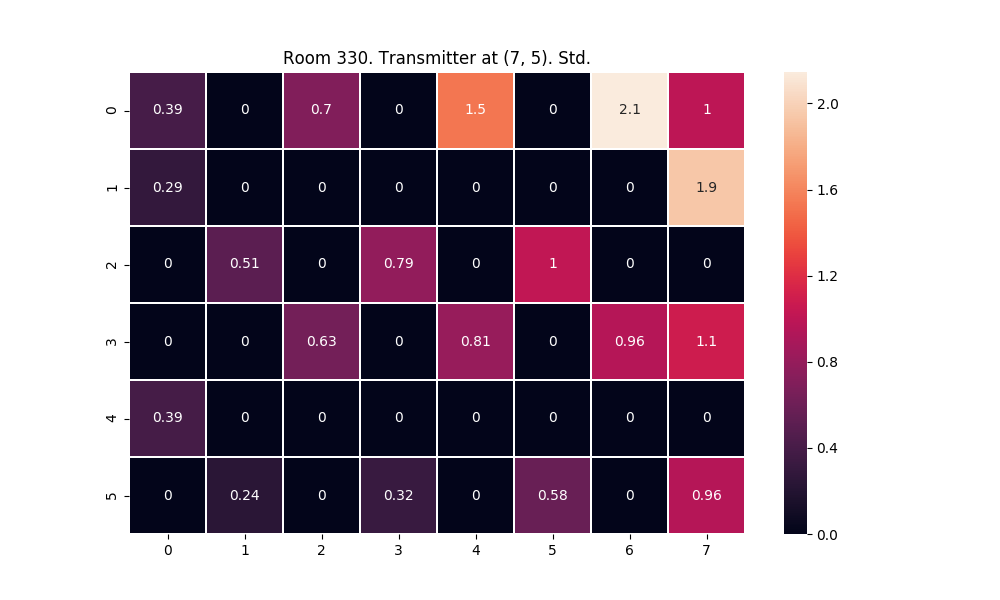 Room 330. Transmitter at (7, 5). Std.
0 0.39 0 0.7 0 1.5 0 2.1 1
1 0.29 0 0 0 0 0 0 1.9
2 0 0.51 0 0.79 0 1 0 0
3 0 0 0.63 0 0.81 0 0.96 1.1
4 0.39 0 0 0 0 0 0 0
5 0 0.24 0 0.32 0 0.58 0 0.96
0 1 2 3 4 5 6 7
2.0
1.6
1.2
0.8
0.4
0.0